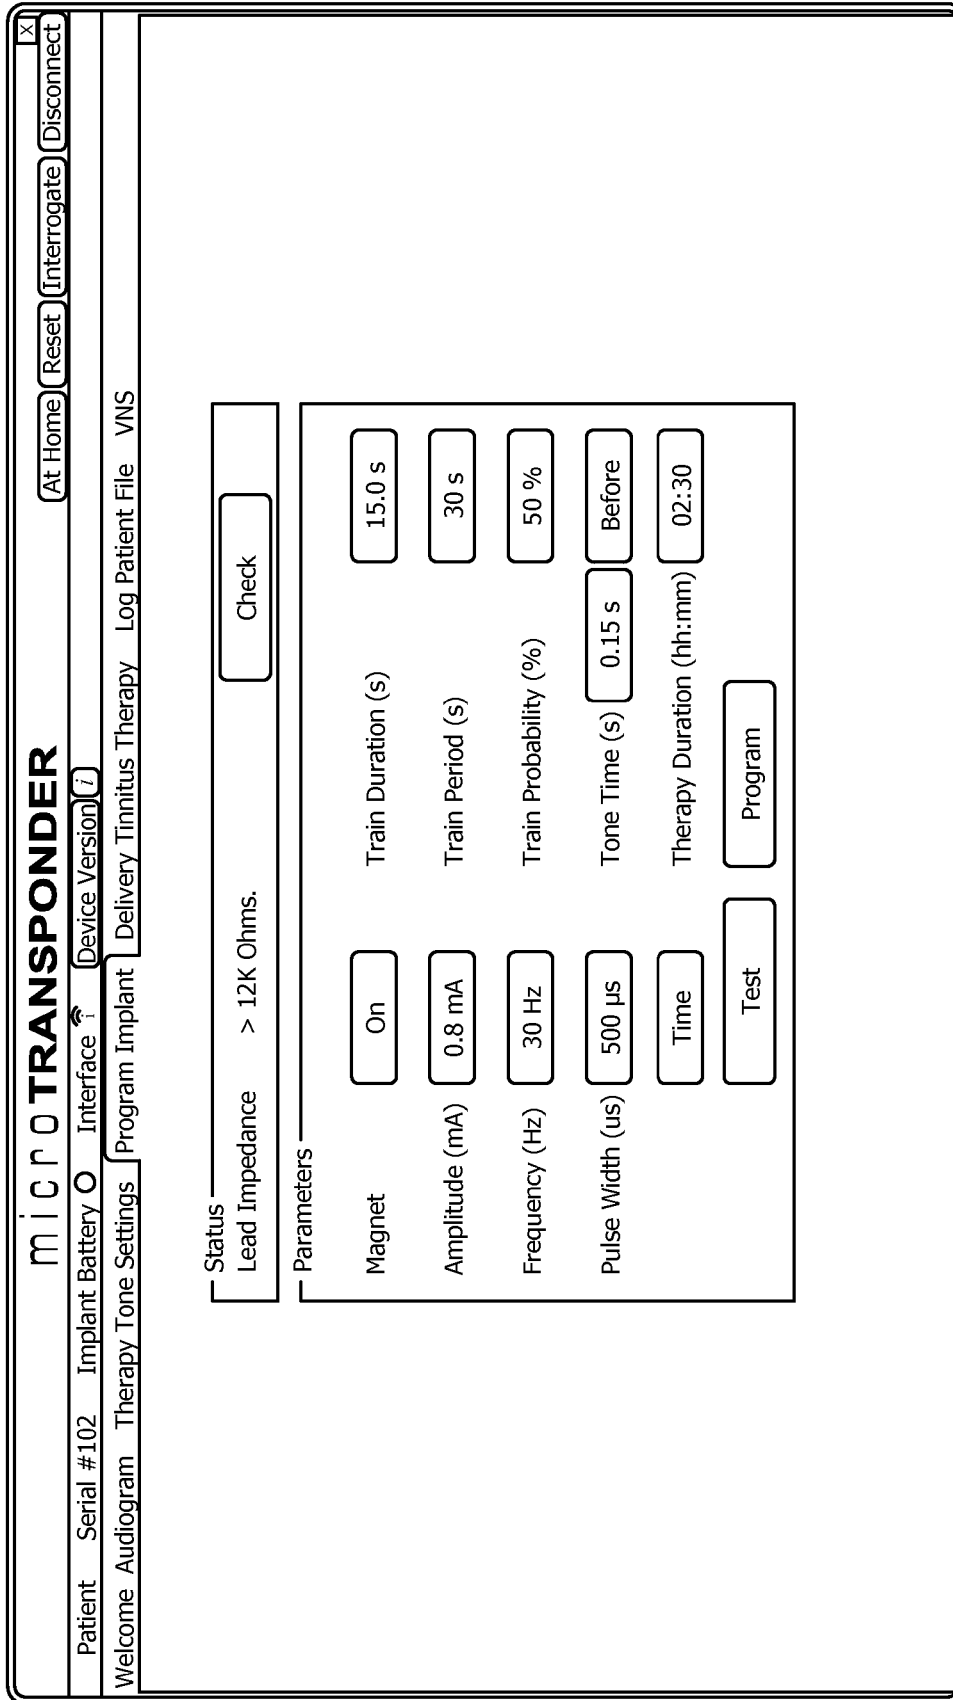 X
microTRANSPONDER
At Home Reset Interrogate Disconnect
Patient Serial #102 Implant Battery Interface i Device Version i
Welcome Audiogram Therapy Tone Settings Program Implant Delivery Tinnitus Therapy Log Patient File VNS
Status
Lead Impedance > 12K Ohms. Check
Parameters
Magnet On Train Duration (s) 15.0 s
Amplitude (mA) 0.8 mA Train Period (s) 30 s
Frequency (Hz) 30 Hz Train Probability (%) 50 %
Pulse Width (us) 500 µs Tone Time (s) 0.15 s Before
Time Therapy Duration (hh:mm) 02:30
Test Program